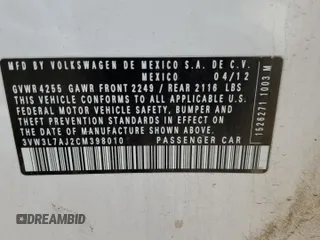 MFD BY VOLKSWAGEN DE MEXICO S.A. DE C.V.
MEXICO 04/12
GVWR 4255 GAWR FRONT 2249 / REAR 2116 LBS
THIS VEHICLE CONFORMS TO ALL APPLICABLE U.S.
FEDERAL MOTOR VEHICLE SAFETY, BUMPER AND
THEFT PREVENTION STANDARDS IN EFFECT ON THE
DATE OF MANUFACTURE SHOWN ABOVE.
3VW3L7AJ2CM398010 PASSENGER CAR
1526271 1003 M
DREAMBID